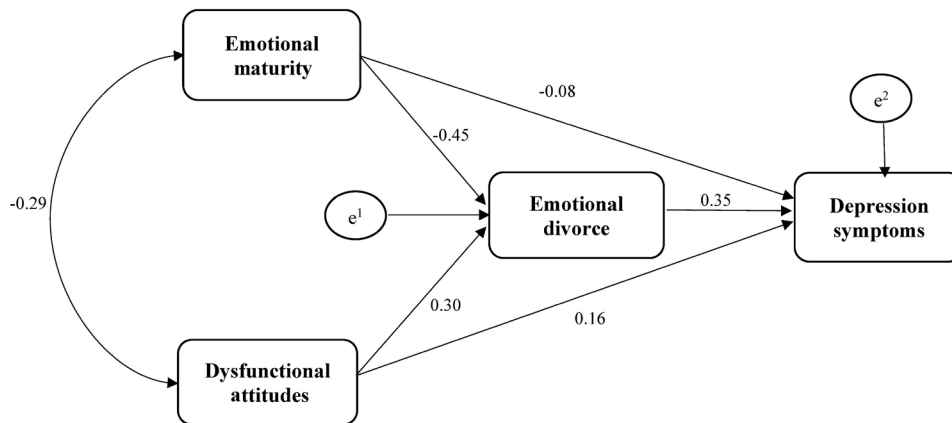 Emotional
maturity
-0.08
e²
-0.45
-0.29
e¹
Emotional
divorce
0.35
Depression
symptoms
0.30
0.16
Dysfunctional
attitudes